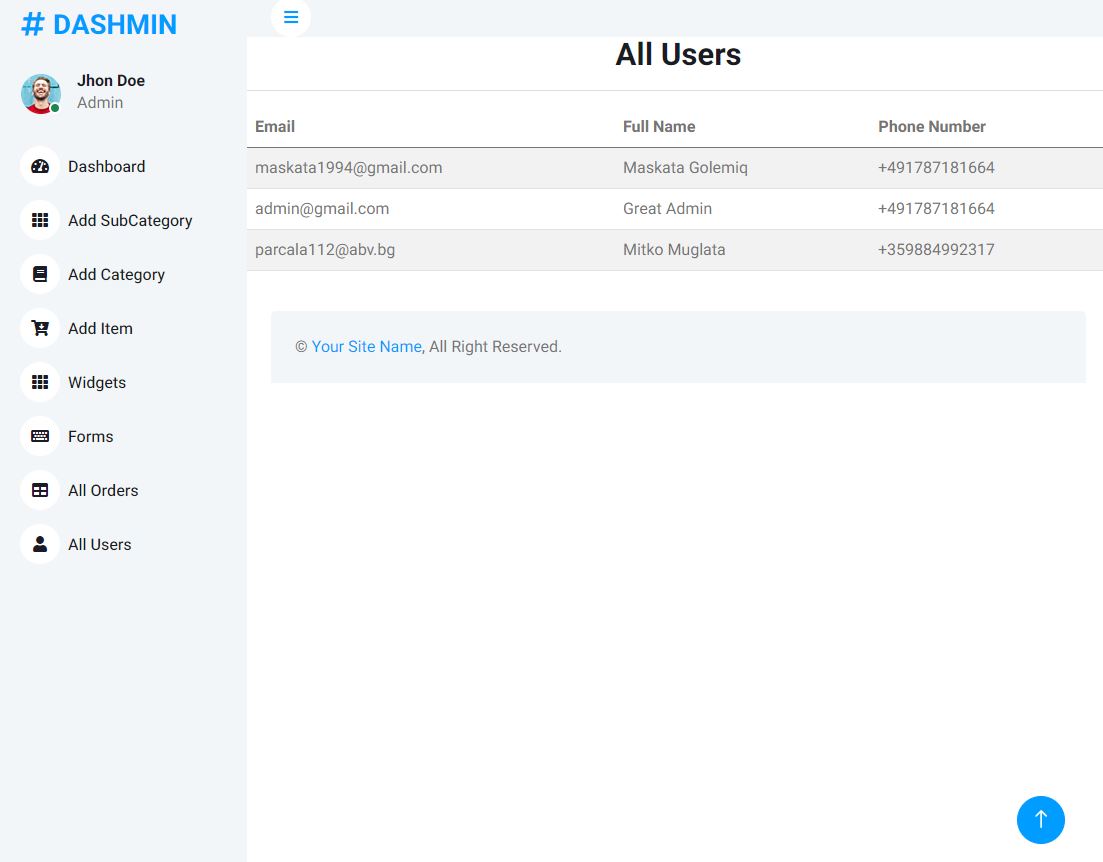 # DASHMIN
Jhon Doe
Admin
Dashboard
Add SubCategory
Add Category
Add Item
Widgets
Forms
All Orders
All Users
All Users
Email Full Name Phone Number
maskata1994@gmail.com Maskata Golemiq +491787181664
admin@gmail.com Great Admin +491787181664
parcala112@abv.bg Mitko Muglata +359884992317
© Your Site Name, All Right Reserved.